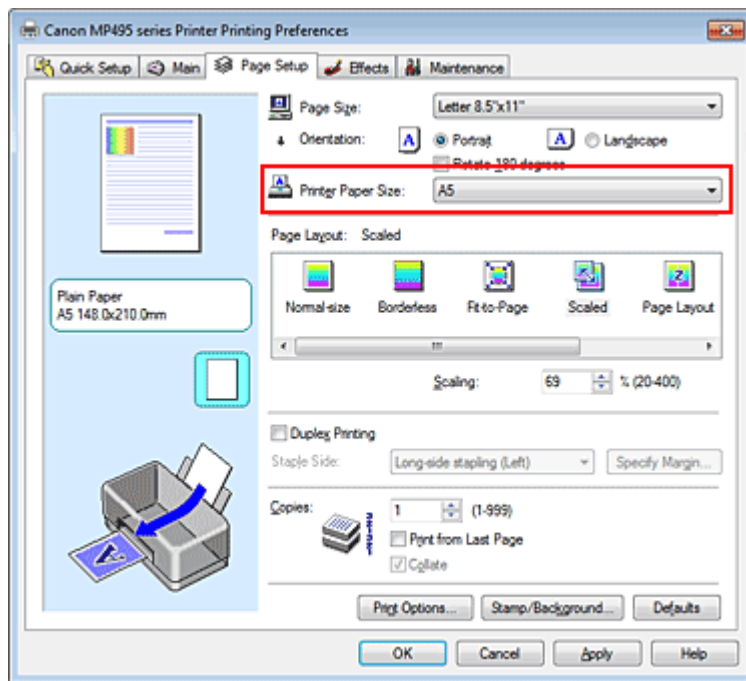 Canon MP495 series Printer Printing Preferences
Quick Setup Main Page Setup Effects Maintenance
Page Size: Letter 8.5"x11"
Orientation: A Portrait A Landscape
Rotate 180 degrees
Printer Paper Size: A5
Page Layout: Scaled
Normal-size Borderless Fit-to-Page Scaled Page Layout
Plain Paper
A5 148.0x210.0mm
Scaling: 69 % (20-400)
Duplex Printing
Staple Side: Long-side stapling (Left) Specify Margin...
Copies: 1 (1-999)
Print from Last Page
Collate
Print Options... Stamp/Background... Defaults
OK Cancel Apply Help